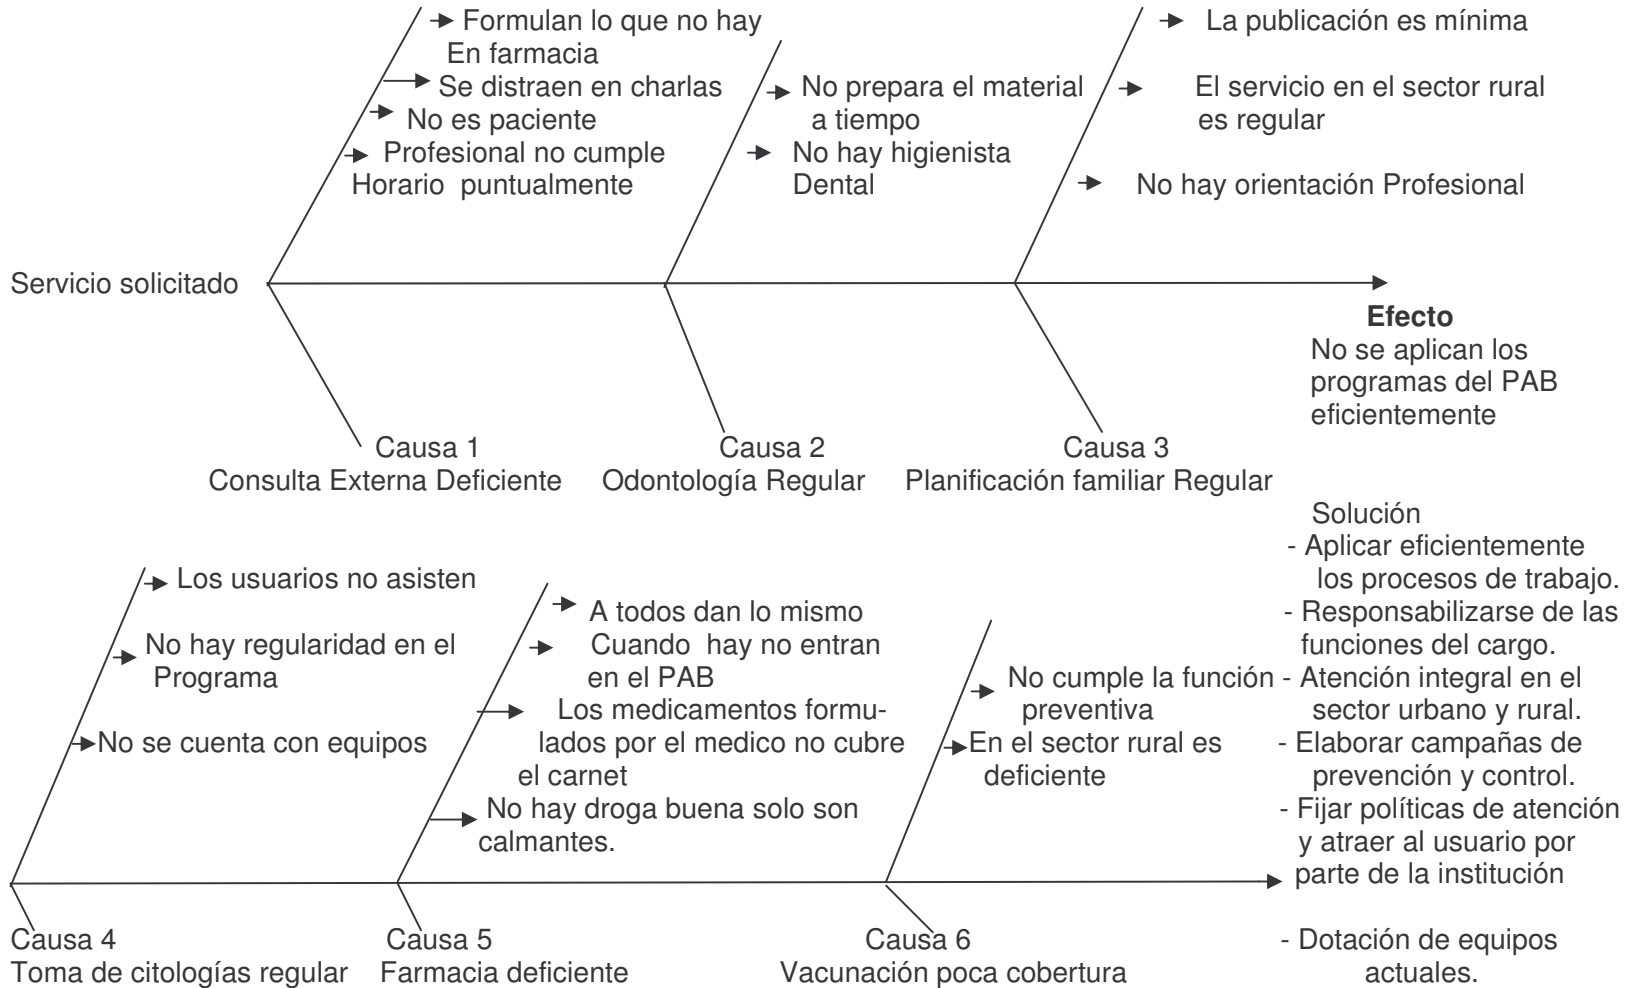 Formulan lo que no hay
En farmacia
Se distraen en charlas
No es paciente
Profesional no cumple
Horario puntualmente
No prepara el material
a tiempo
No hay higienista
Dental
La publicación es mínima
El servicio en el sector rural
es regular
No hay orientación Profesional
Servicio solicitado
Efecto
No se aplican los
programas del PAB
eficientemente
Causa 1
Consulta Externa Deficiente
Causa 2
Odontología Regular
Causa 3
Planificación familiar Regular
Los usuarios no asisten
No hay regularidad en el
Programa
No se cuenta con equipos
A todos dan lo mismo
Cuando hay no entran
en el PAB
Los medicamentos formu-
lados por el medico no cubre
el carnet
No hay droga buena solo son
calmantes.
No cumple la función
preventiva
En el sector rural es
deficiente
Solución
- Aplicar eficientemente
los procesos de trabajo.
- Responsabilizarse de las
funciones del cargo.
- Atención integral en el
sector urbano y rural.
- Elaborar campañas de
prevención y control.
- Fijar políticas de atención
y atraer al usuario por
parte de la institución
- Dotación de equipos
actuales.
Causa 4
Toma de citologías regular
Causa 5
Farmacia deficiente
Causa 6
Vacunación poca cobertura